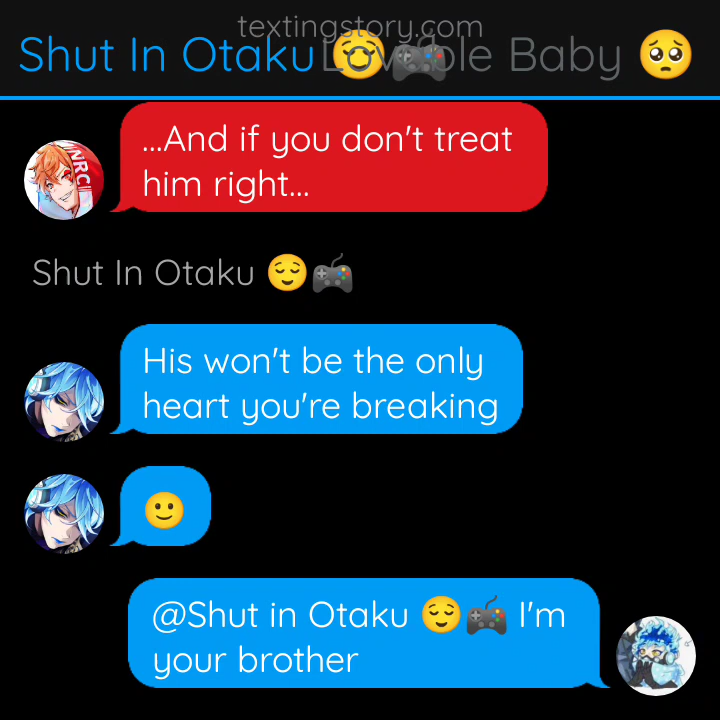 textingstory.com
Shut In Otaku 😌🎮 Lovable Baby 🥺
...And if you don't treat
him right...
NRC
Shut In Otaku 😌🎮
His won't be the only
heart you're breaking
🙂
@Shut in Otaku 😌🎮 I'm
your brother